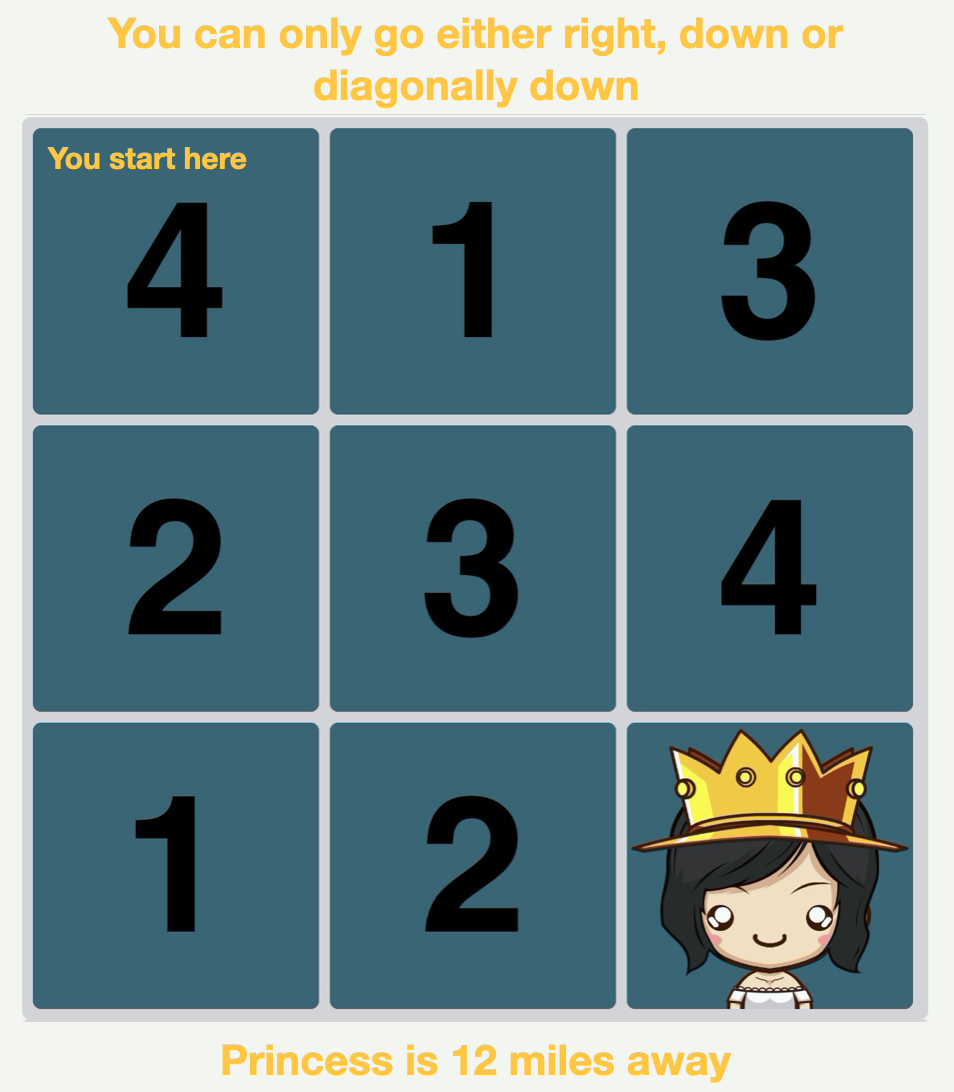 You can only go either right, down or
diagonally down
You start here
4 1 3
2 3 4
1 2
Princess is 12 miles away